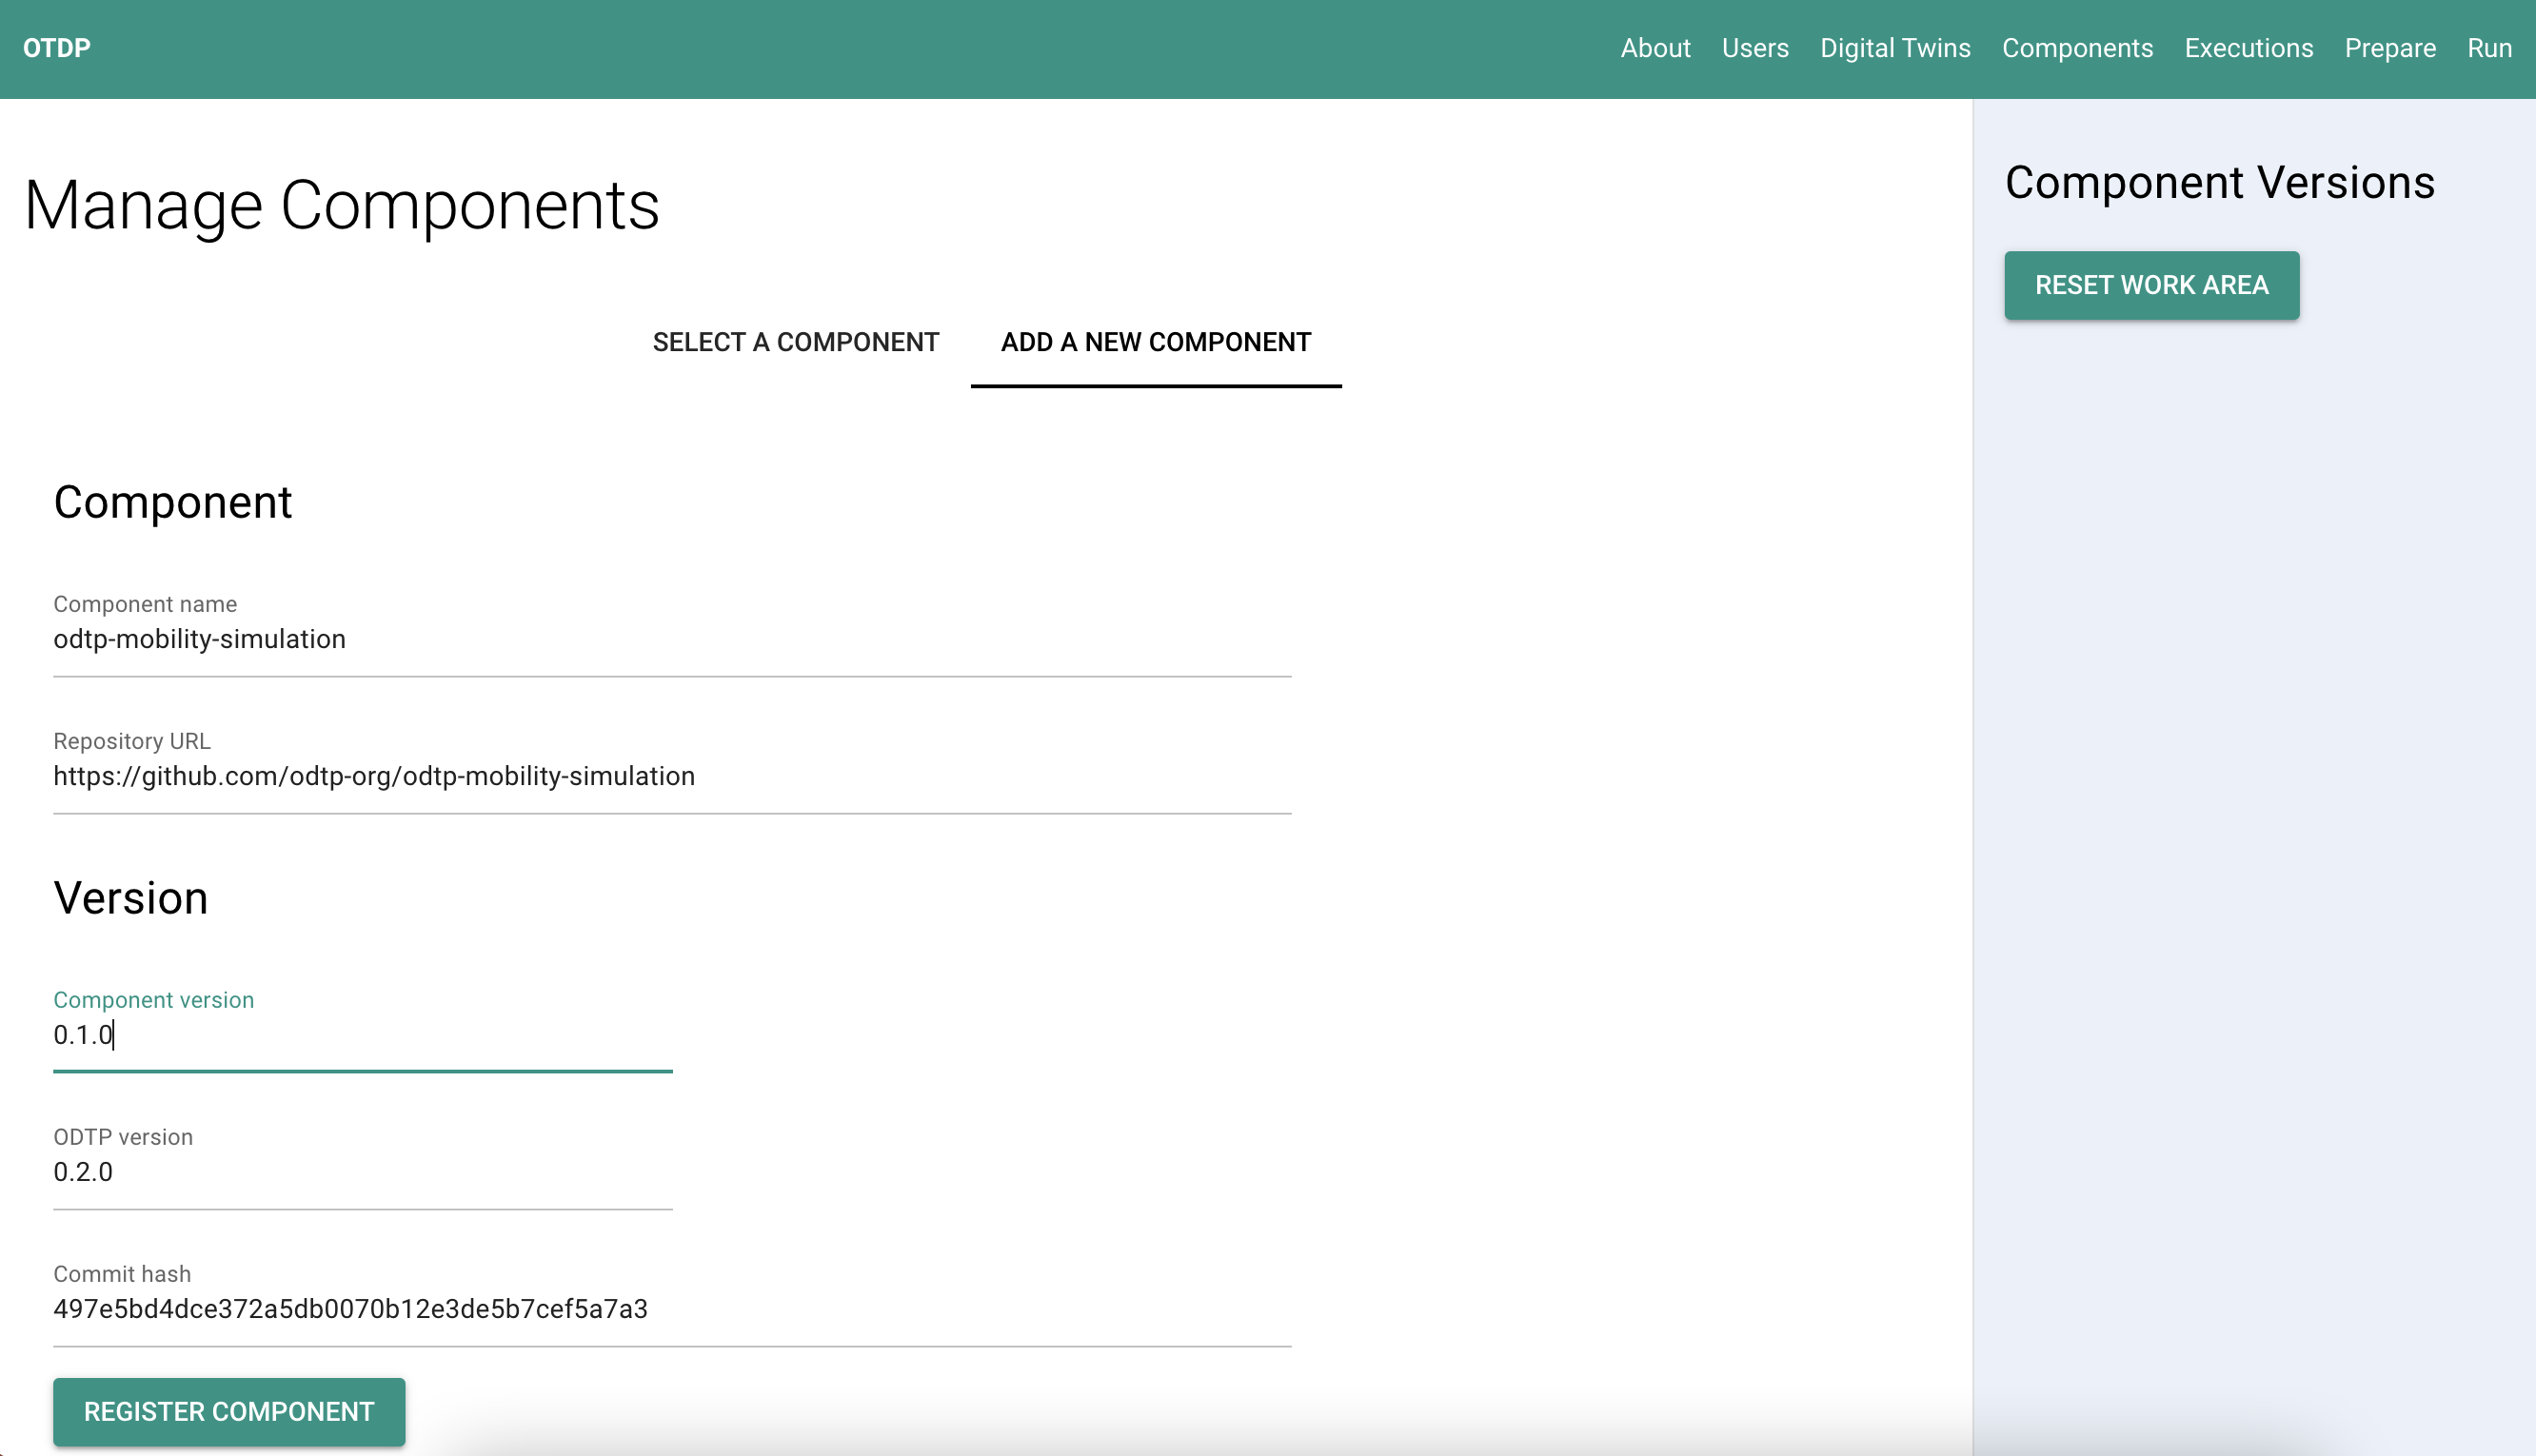 OTDP
About Users Digital Twins Components Executions Prepare Run
Manage Components
SELECT A COMPONENT ADD A NEW COMPONENT
Component
Component name
odtp-mobility-simulation
Repository URL
https://github.com/odtp-org/odtp-mobility-simulation
Version
Component version
0.1.0
ODTP version
0.2.0
Commit hash
497e5bd4dce372a5db0070b12e3de5b7cef5a7a3
REGISTER COMPONENT
Component Versions
RESET WORK AREA